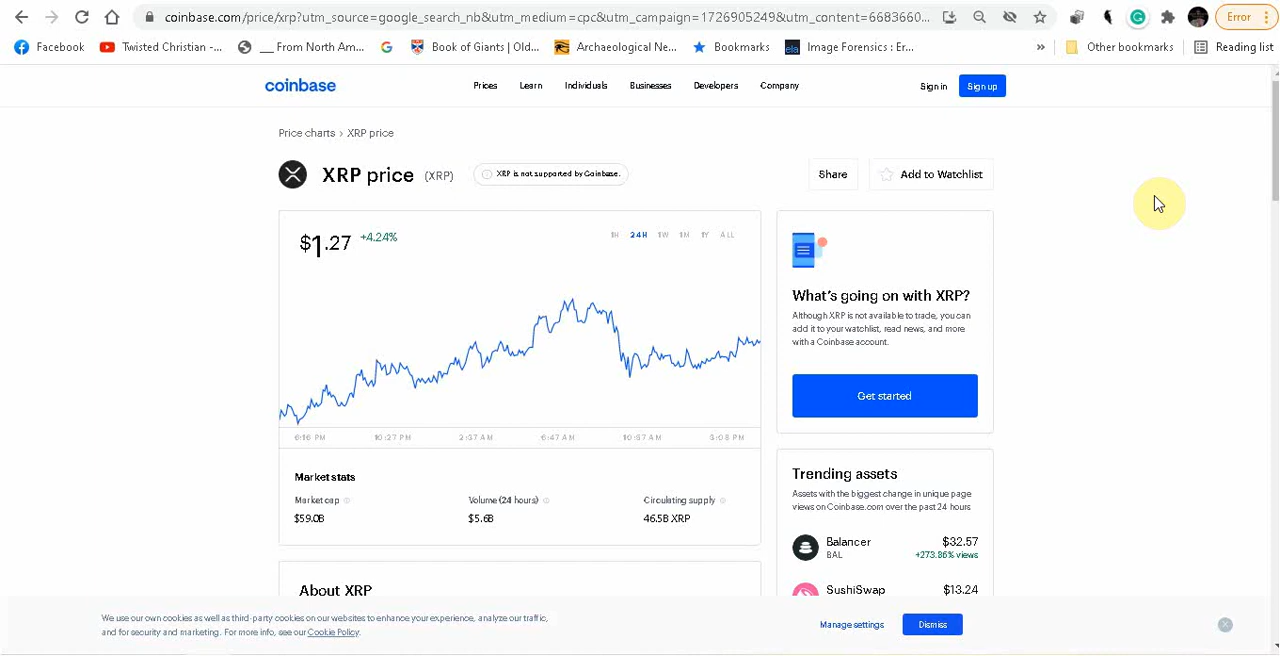 coinbase.com/price/xrp?utm_source=google_search_nb&utm_medium=cpc&utm_campaign=1726905249&utm_content=6683660...
Error
Facebook
Twisted Christian -...
__ From North Am...
Book of Giants | Old...
Archaeological Ne...
Bookmarks
ela
Image Forensics : Er...
»
Other bookmarks
Reading list
coinbase
Prices
Learn
Individuals
Businesses
Developers
Company
Sign in
Sign up
Price charts › XRP price
XRP price (XRP)
XRP is not supported by Coinbase.
Share
Add to Watchlist
$1.27 +4.24%
1H 24H 1W 1M 1Y ALL
6:16 PM 10:27 PM 2:37 AM 6:47 AM 10:57 AM 3:08 PM
What's going on with XRP?
Although XRP is not available to trade, you can
add it to your watchlist, read news, and more
with a Coinbase account.
Get started
Market stats
Market cap Volume (24 hours) Circulating supply
$59.0B $5.6B 46.5B XRP
Trending assets
Assets with the biggest change in unique page
views on Coinbase.com over the past 24 hours
Balancer $32.57
BAL +273.86% views
SushiSwap $13.24
About XRP
We use our own cookies as well as third-party cookies on our websites to enhance your experience, analyze our traffic,
and for security and marketing. For more info, see our Cookie Policy.
Manage settings
Dismiss